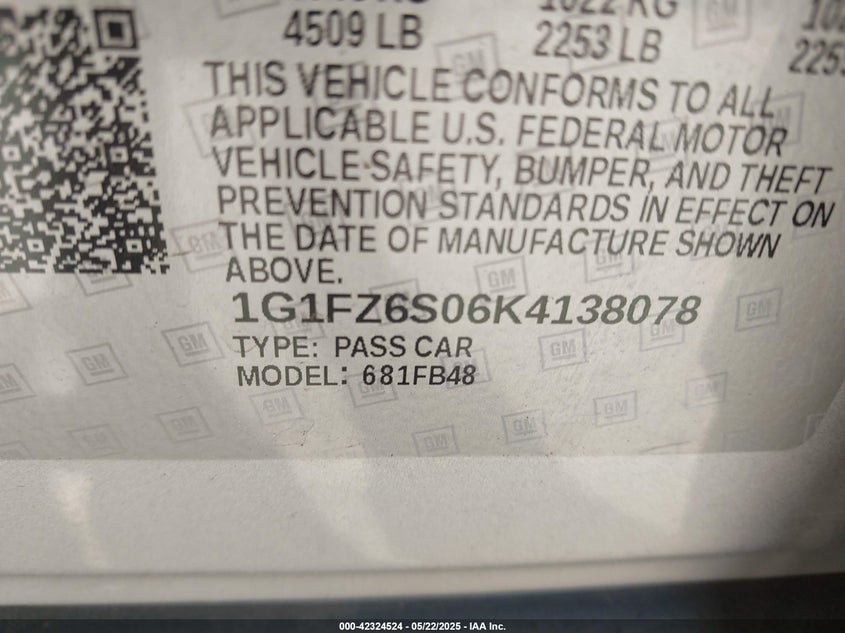 4509 LB
2253 LB
THIS VEHICLE CONFORMS TO ALL
APPLICABLE U.S. FEDERAL MOTOR
VEHICLE SAFETY, BUMPER, AND THEFT
PREVENTION STANDARDS IN EFFECT ON
THE DATE OF MANUFACTURE SHOWN
ABOVE.
1G1FZ6S06K4138078
TYPE: PASS CAR
MODEL: 681FB48
GM
000-42324524 - 05/22/2025 - IAA Inc.